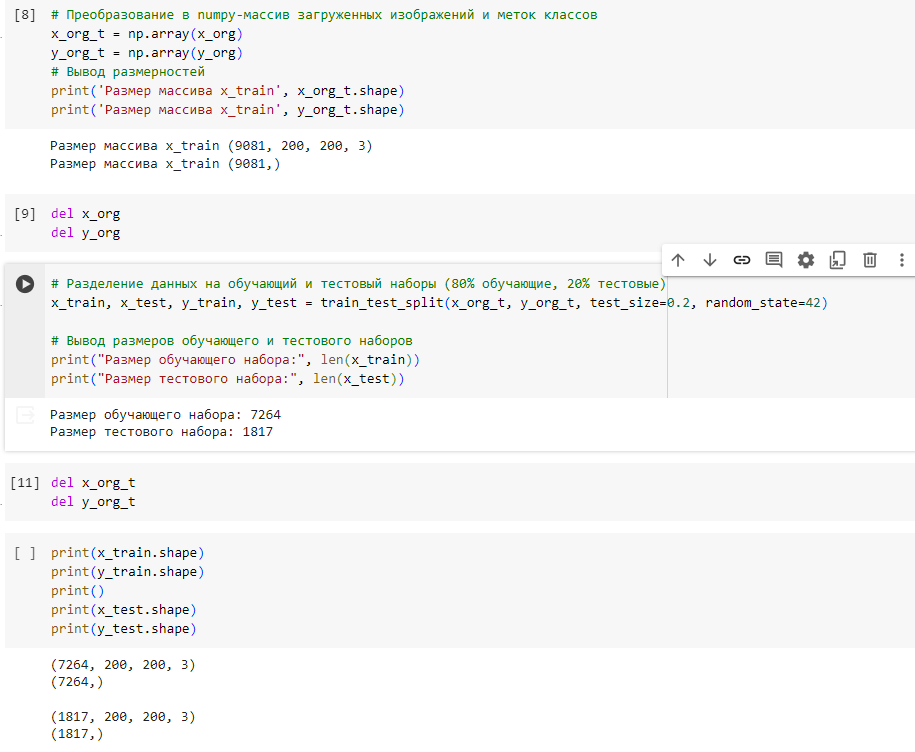 [8] # Преобразование в numpy-массив загруженных изображений и меток классов
x_org_t = np.array(x_org)
y_org_t = np.array(y_org)
# Вывод размерностей
print('Размер массива x_train', x_org_t.shape)
print('Размер массива x_train', y_org_t.shape)
Размер массива x_train (9081, 200, 200, 3)
Размер массива x_train (9081,)
[9] del x_org
del y_org
# Разделение данных на обучающий и тестовый наборы (80% обучающие, 20% тестовые)
x_train, x_test, y_train, y_test = train_test_split(x_org_t, y_org_t, test_size=0.2, random_state=42)
# Вывод размеров обучающего и тестового наборов
print("Размер обучающего набора:", len(x_train))
print("Размер тестового набора:", len(x_test))
Размер обучающего набора: 7264
Размер тестового набора: 1817
[11] del x_org_t
del y_org_t
[ ] print(x_train.shape)
print(y_train.shape)
print()
print(x_test.shape)
print(y_test.shape)
(7264, 200, 200, 3)
(7264,)
(1817, 200, 200, 3)
(1817,)